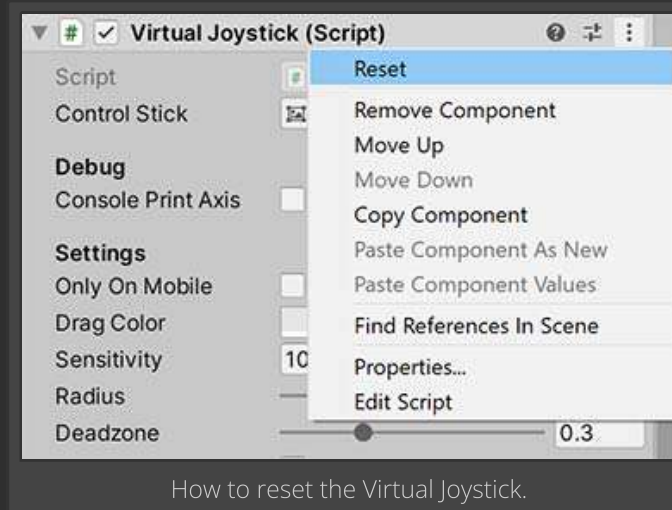 # Virtual Joystick (Script)
Script #
Control Stick
Debug
Console Print Axis
Settings
Only On Mobile
Drag Color
Sensitivity 10
Radius
Deadzone 0.3
Reset
Remove Component
Move Up
Move Down
Copy Component
Paste Component As New
Paste Component Values
Find References In Scene
Properties...
Edit Script
How to reset the Virtual Joystick.